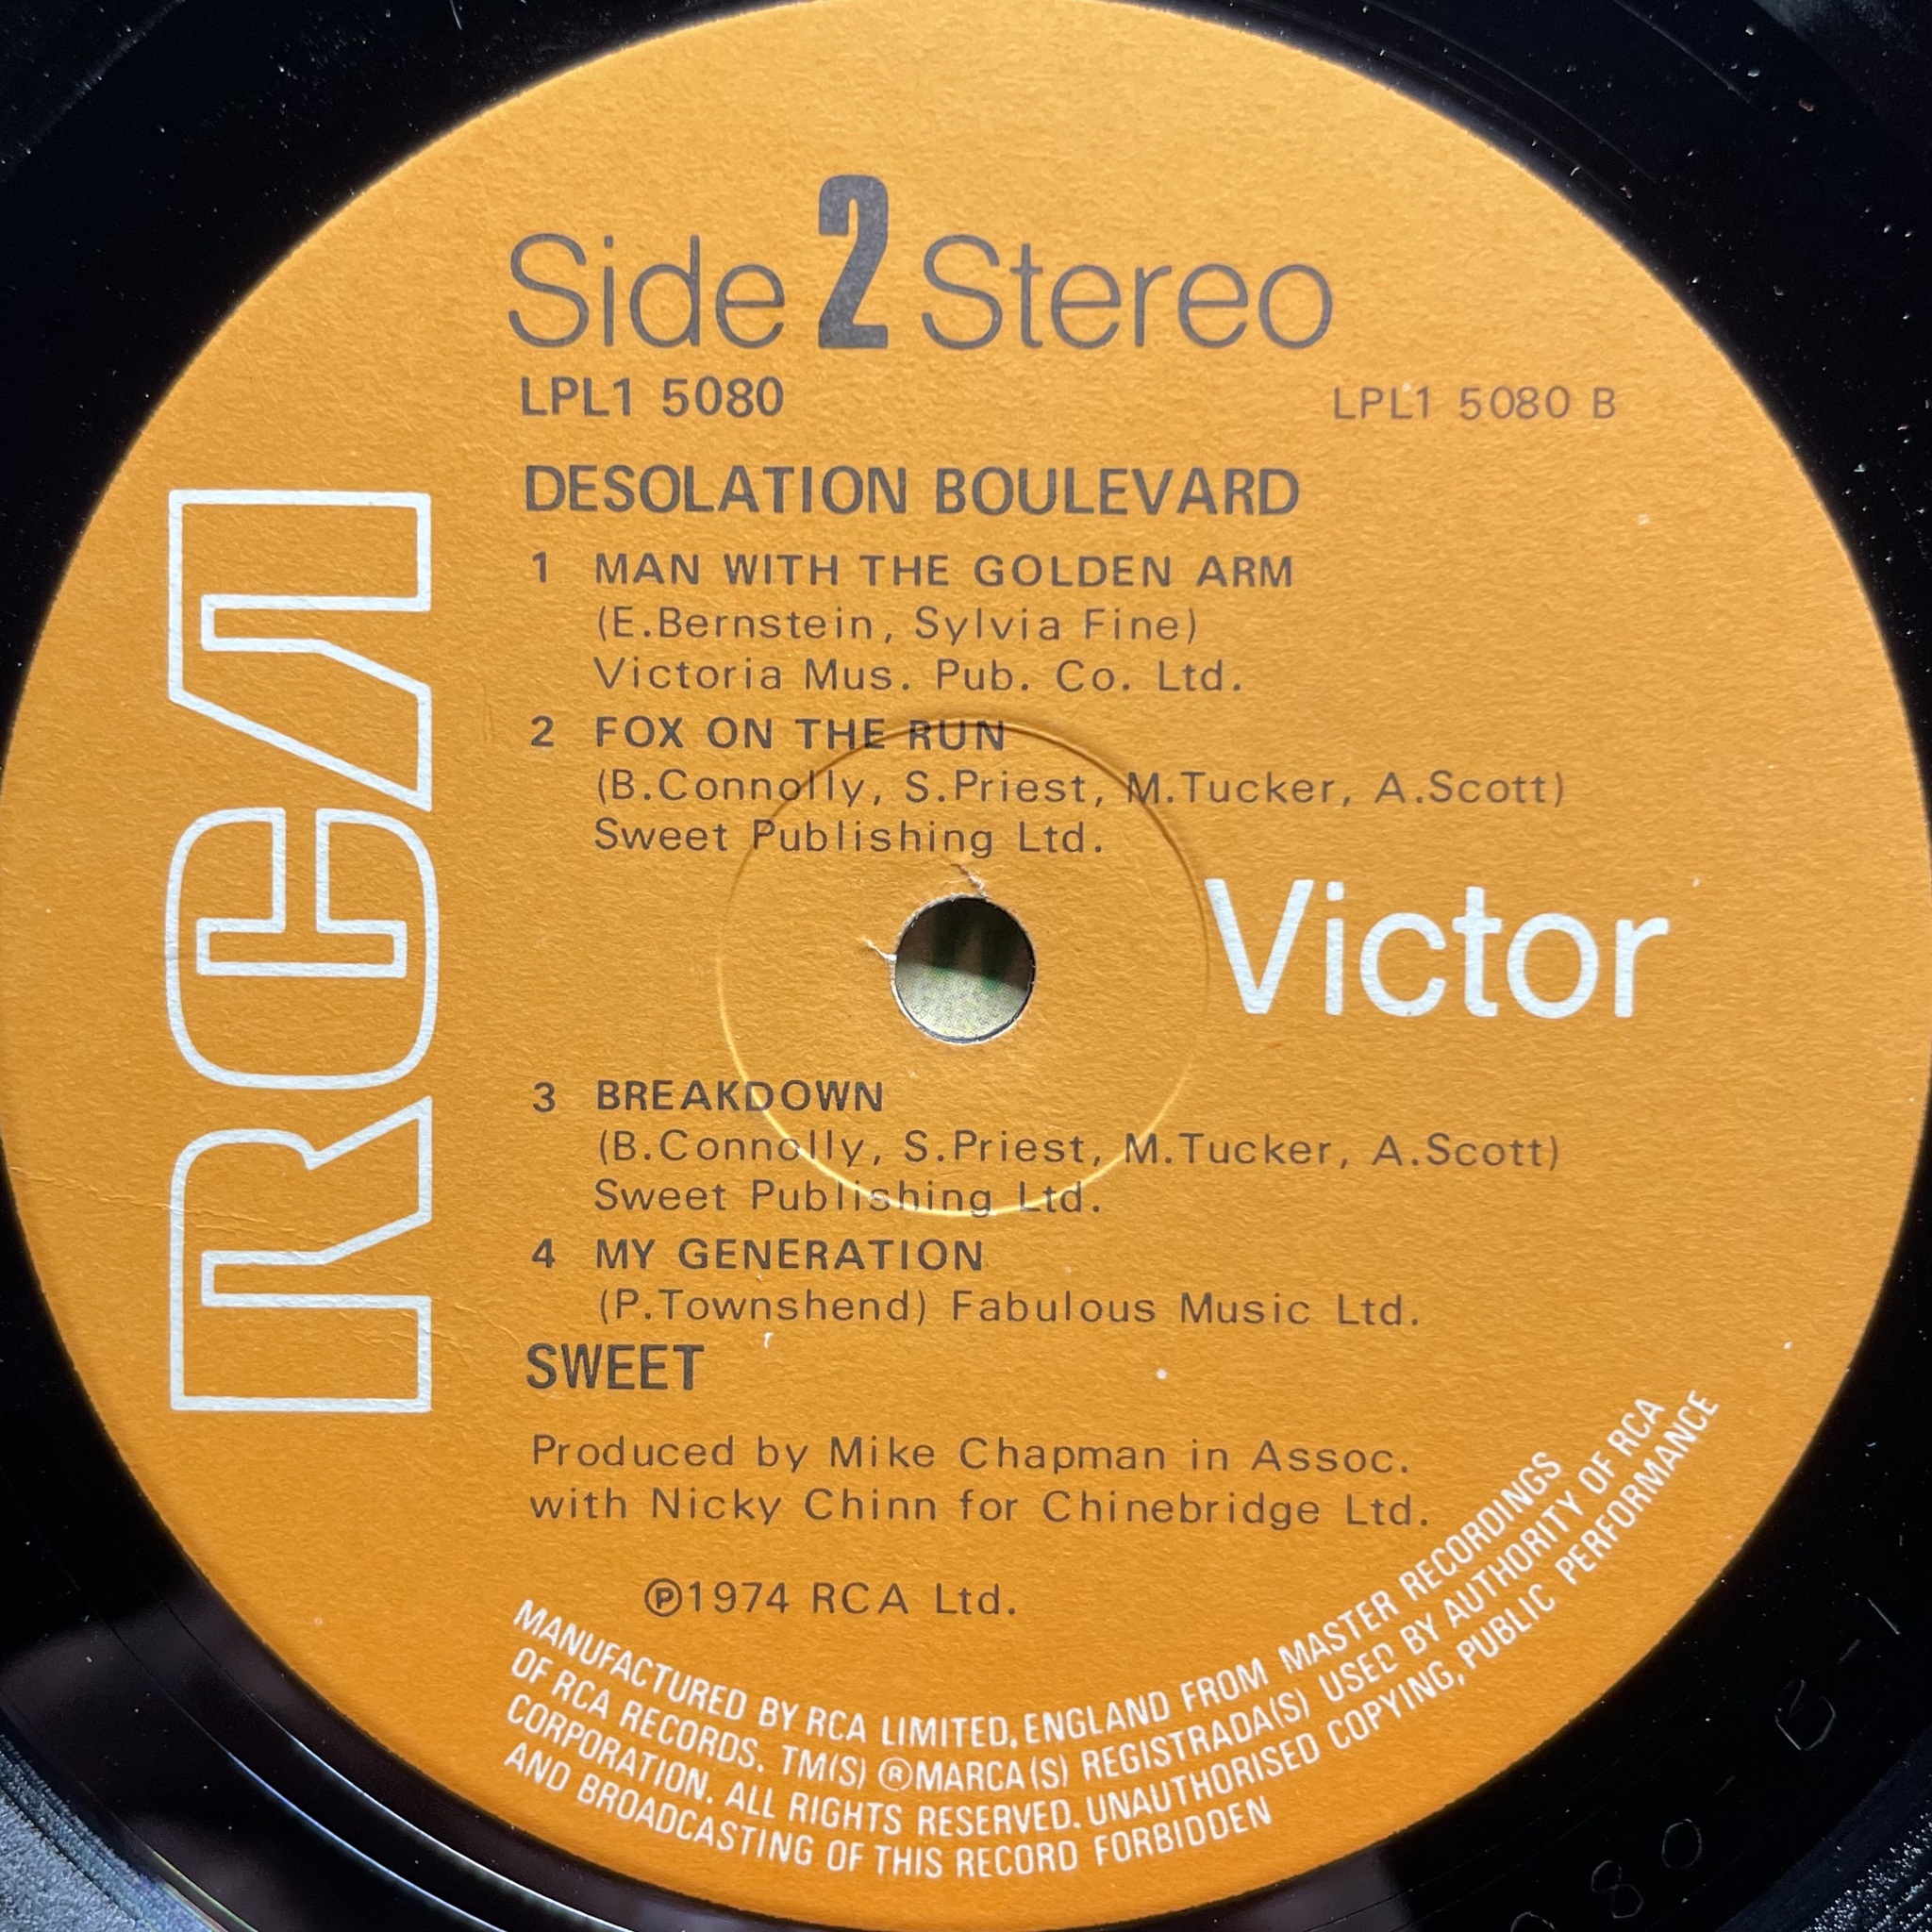 Side 2 Stereo
LPL1 5080
LPL1 5080 B
DESOLATION BOULEVARD
1 MAN WITH THE GOLDEN ARM
(E.Bernstein, Sylvia Fine)
Victoria Mus. Pub. Co. Ltd.
2 FOX ON THE RUN
(B.Connolly, S.Priest, M.Tucker, A.Scott)
Sweet Publishing Ltd.
RCA
Victor
3 BREAKDOWN
(B.Connolly, S.Priest, M.Tucker, A.Scott)
Sweet Publishing Ltd.
4 MY GENERATION
(P.Townshend) Fabulous Music Ltd.
SWEET
Produced by Mike Chapman in Assoc.
with Nicky Chinn for Chinebridge Ltd.
℗1974 RCA Ltd.
MANUFACTURED BY RCA LIMITED, ENGLAND FROM MASTER RECORDINGS
OF RCA RECORDS. TM(S) ®MARCA(S) REGISTRADA(S) USED BY AUTHORITY OF RCA
CORPORATION. ALL RIGHTS RESERVED. UNAUTHORISED COPYING, PUBLIC PERFORMANCE
AND BROADCASTING OF THIS RECORD FORBIDDEN